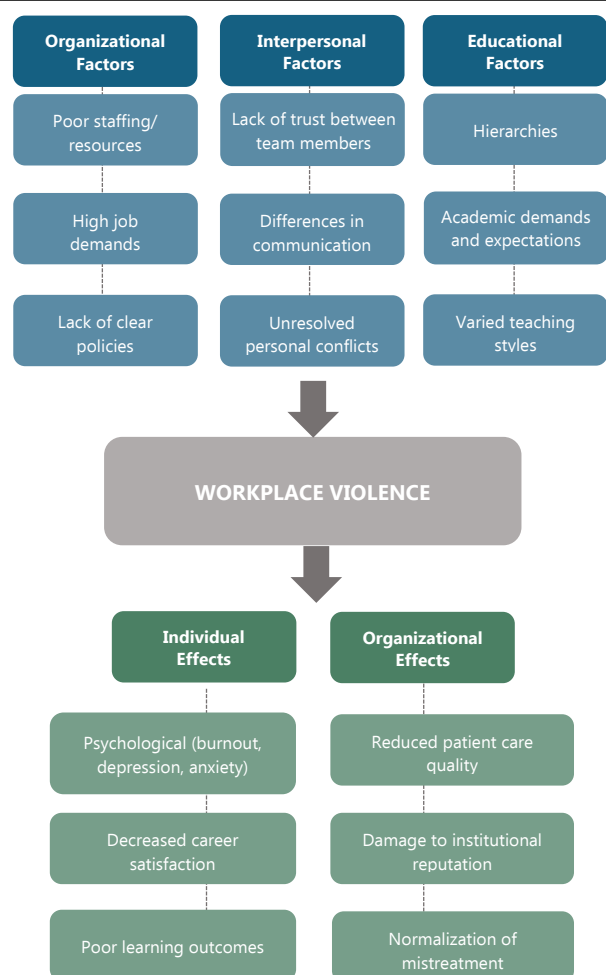 Organizational
Factors
Interpersonal
Factors
Educational
Factors
Poor staffing/
resources
Lack of trust between
team members
Hierarchies
High job
demands
Differences in
communication
Academic demands
and expectations
Lack of clear
policies
Unresolved
personal conflicts
Varied teaching
styles
WORKPLACE VIOLENCE
Individual
Effects
Organizational
Effects
Psychological (burnout,
depression, anxiety)
Reduced patient care
quality
Decreased career
satisfaction
Damage to institutional
reputation
Poor learning outcomes
Normalization of
mistreatment